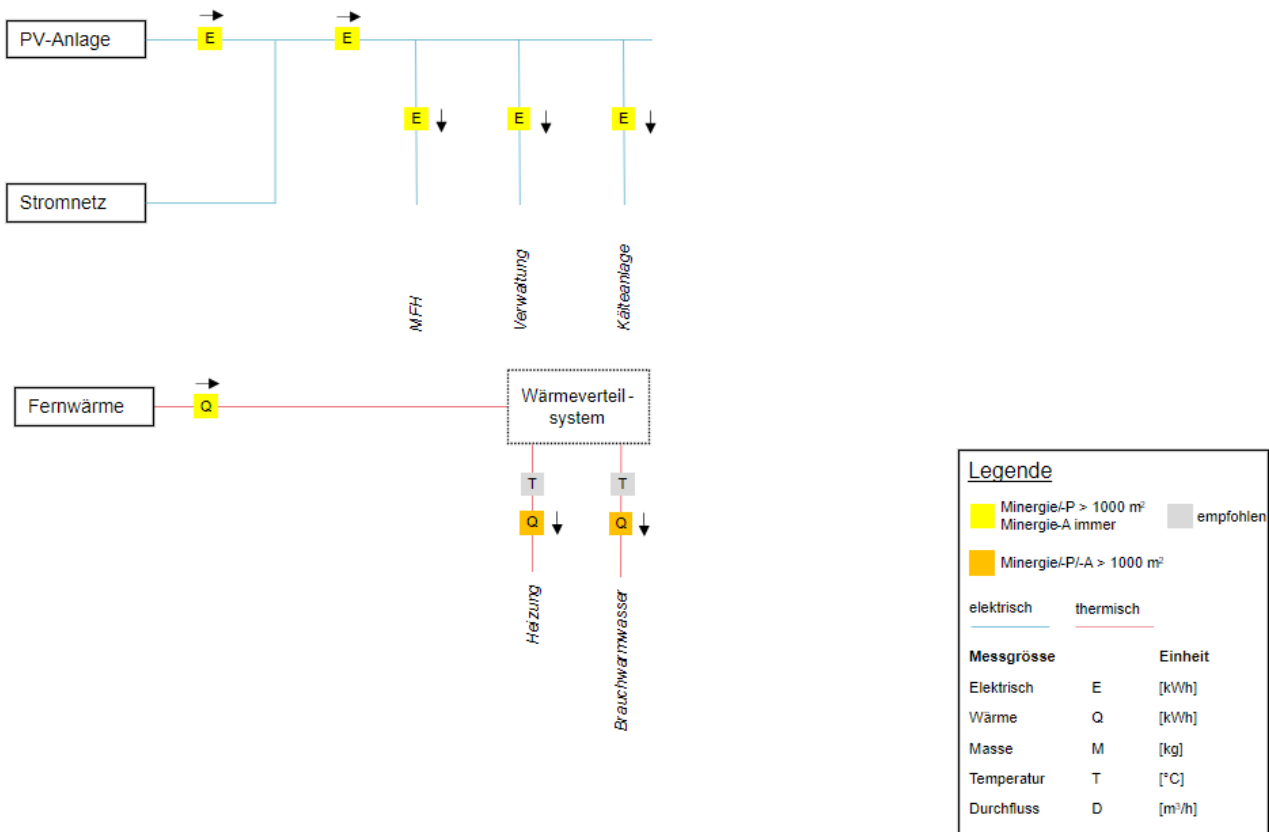 PV-Anlage
E
E
E
E
E
Stromnetz
MFH
Verwaltung
Kälteanlage
Fernwärme
Q
Wärmeverteil-
system
T
T
Q
Q
Heizung
Brauchwarmwasser
Legende
Minergie/-P > 1000 m²
Minergie-A immer
empfohlen
Minergie/-P/-A > 1000 m²
elektrisch thermisch
Messgrösse Einheit
Elektrisch E [kWh]
Wärme Q [kWh]
Masse M [kg]
Temperatur T [°C]
Durchfluss D [m³/h]